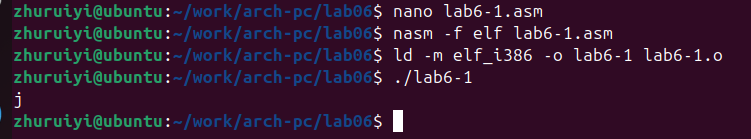 zhuruiyi@ubuntu:~/work/arch-pc/lab06$ nano lab6-1.asm
zhuruiyi@ubuntu:~/work/arch-pc/lab06$ nasm -f elf lab6-1.asm
zhuruiyi@ubuntu:~/work/arch-pc/lab06$ ld -m elf_i386 -o lab6-1 lab6-1.o
zhuruiyi@ubuntu:~/work/arch-pc/lab06$ ./lab6-1
j
zhuruiyi@ubuntu:~/work/arch-pc/lab06$